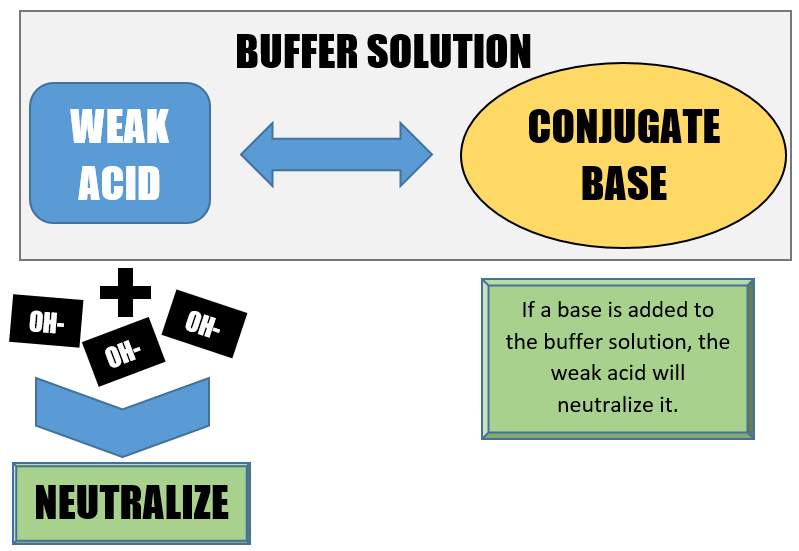 BUFFER SOLUTION
WEAK
ACID
CONJUGATE
BASE
OH-
OH-
OH-
NEUTRALIZE
If a base is added to
the buffer solution, the
weak acid will
neutralize it.